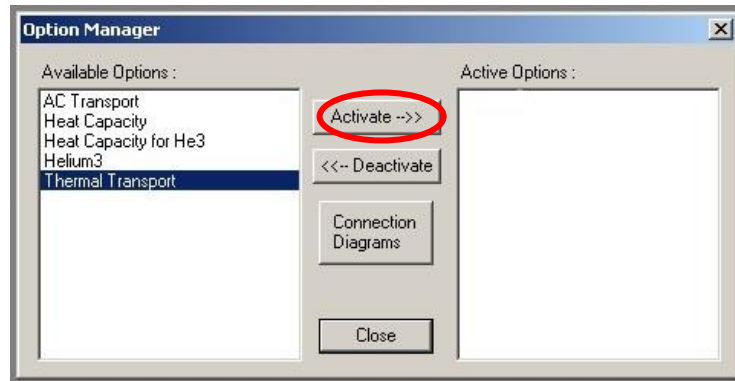 Option Manager
Available Options :
AC Transport
Heat Capacity
Heat Capacity for He3
Helium3
Thermal Transport
Activate -->>
<<-- Deactivate
Connection
Diagrams
Close
Active Options :